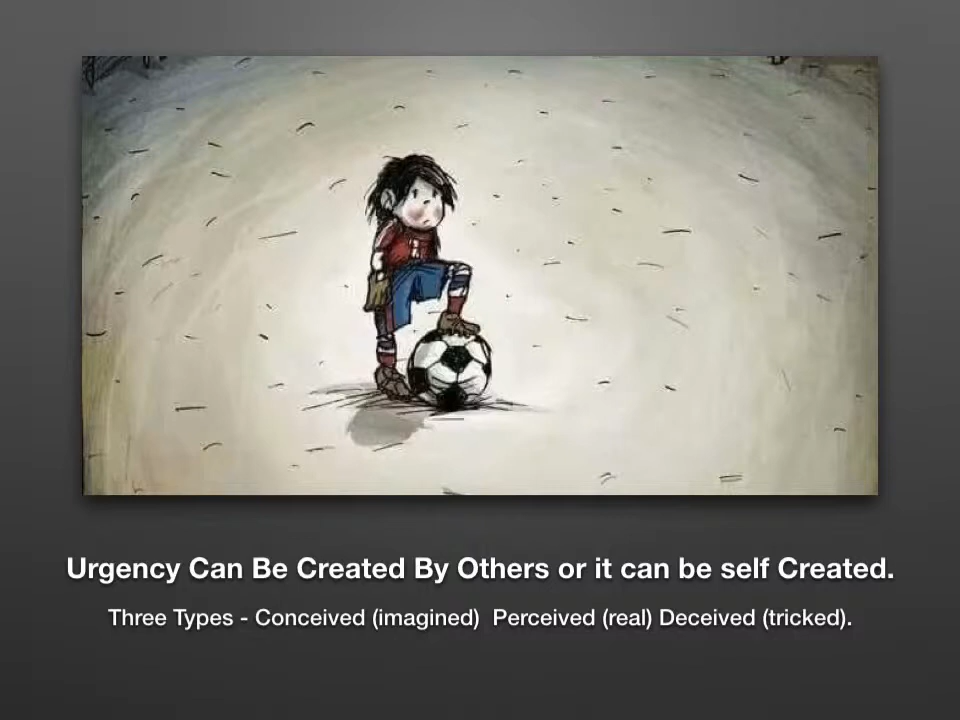 Urgency Can Be Created By Others or it can be self Created.
Three Types - Conceived (imagined)  Perceived (real) Deceived (tricked).